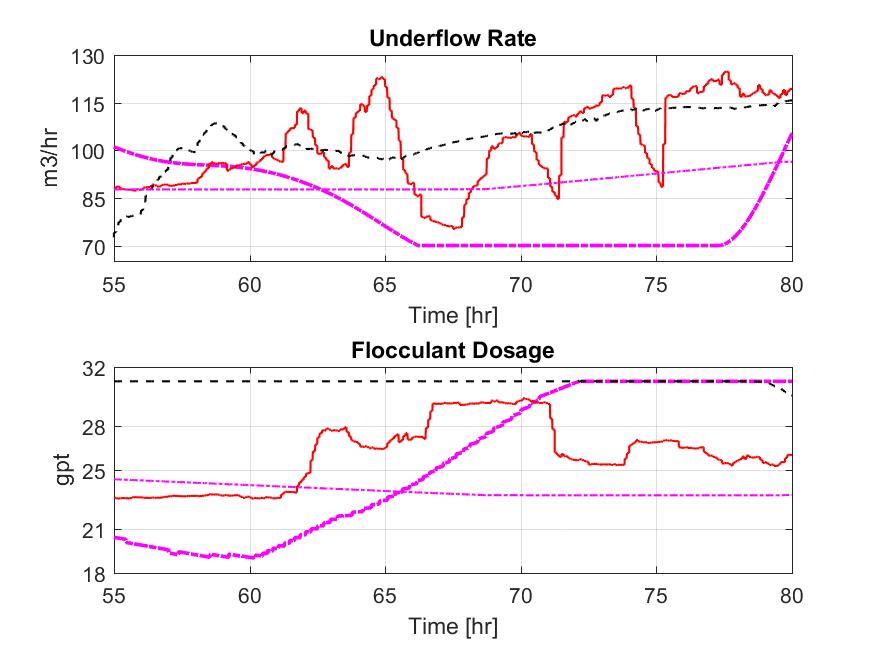 Underflow Rate
130
115
100
85
70
m3/hr
55 60 65 70 75 80
Time [hr]
Flocculant Dosage
32
28
25
21
18
gpt
55 60 65 70 75 80
Time [hr]